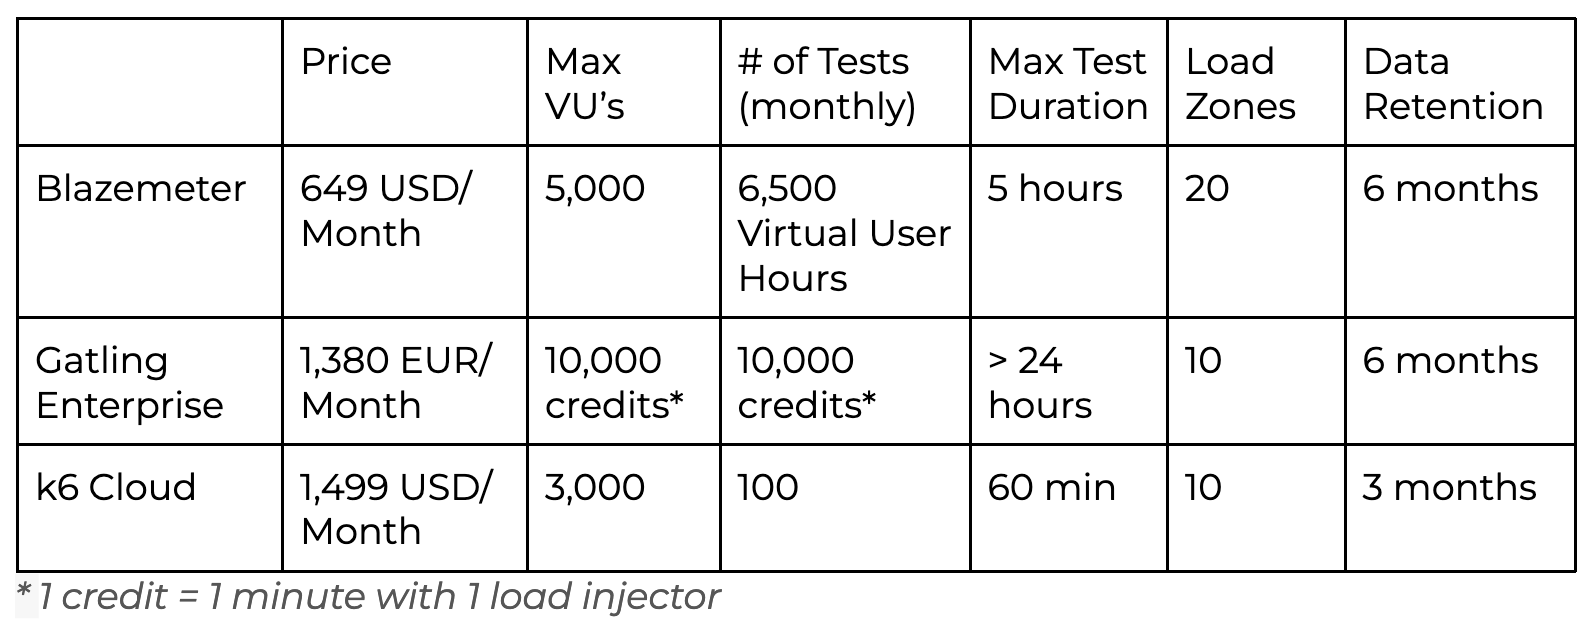 Price
Max
VU's
# of Tests
(monthly)
Max Test
Duration
Load
Zones
Data
Retention
Blazemeter
649 USD/
Month
5,000
6,500
Virtual User
Hours
5 hours
20
6 months
Gatling
Enterprise
1,380 EUR/
Month
10,000
credits*
10,000
credits*
> 24
hours
10
6 months
k6 Cloud
1,499 USD/
Month
3,000
100
60 min
10
3 months
* 1 credit = 1 minute with 1 load injector